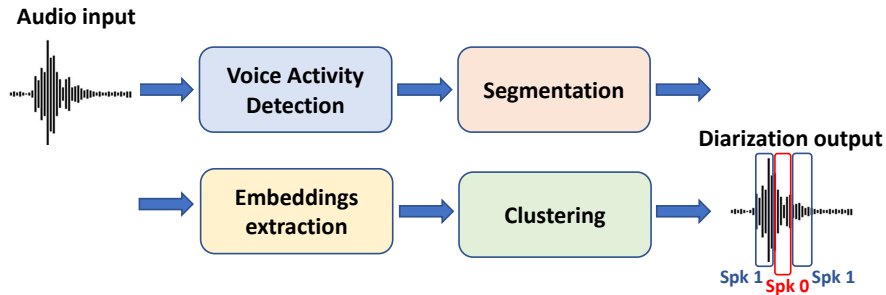 Audio input
Voice Activity
Detection
Segmentation
Diarization output
Embeddings
extraction
Clustering
Spk 1
Spk 0
Spk 1